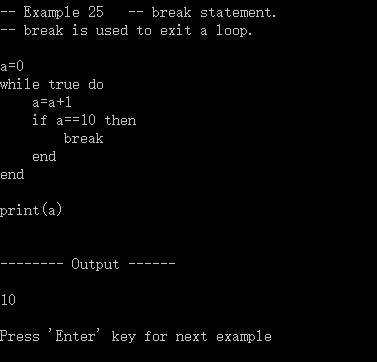 -- Example 25   -- break statement.
-- break is used to exit a loop.

a=0
while true do
    a=a+1
    if a==10 then
        break
    end
end

print(a)


-------- Output ------

10

Press 'Enter' key for next example